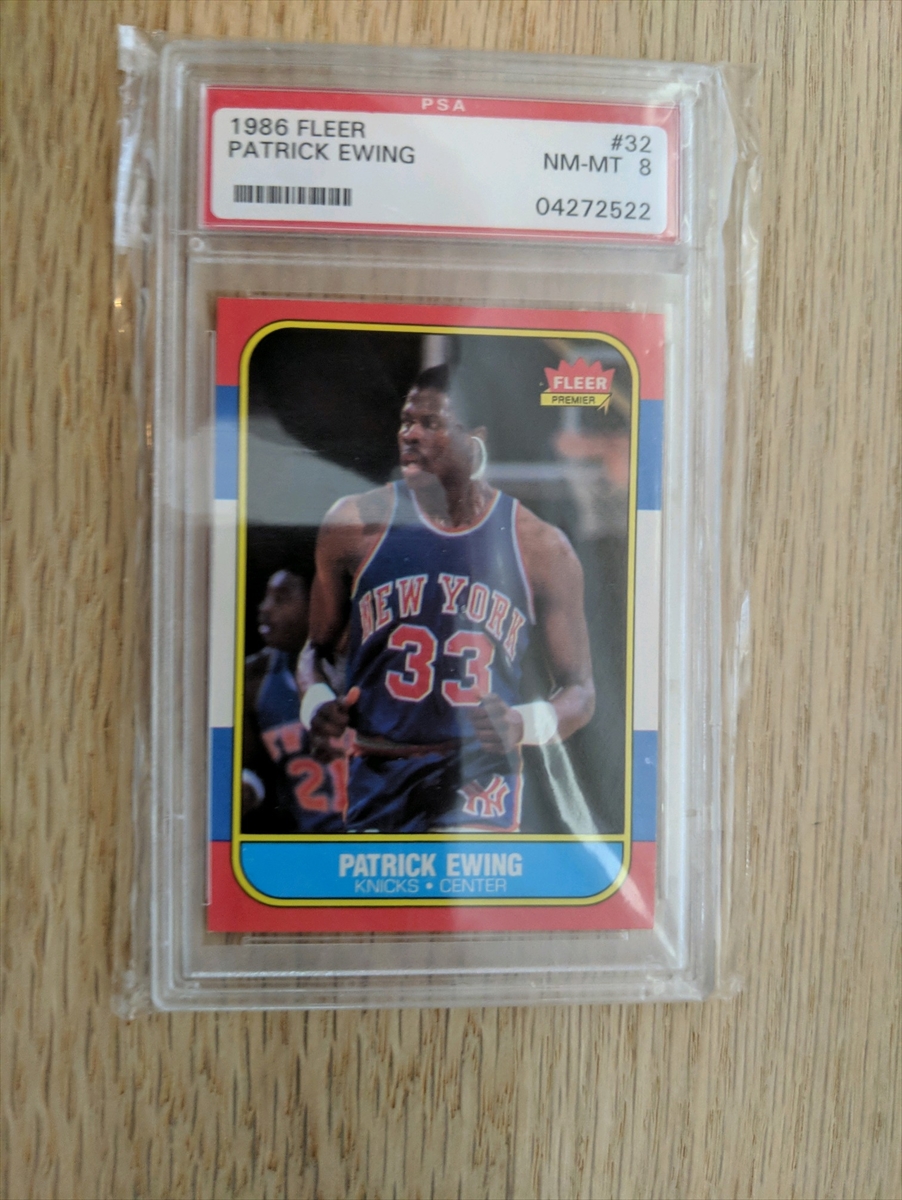 PSA
1986 FLEER #32
PATRICK EWING NM-MT 8
04272522
FLEER
PREMIER
NEW YORK
33
21
NY
PATRICK EWING
KNICKS • CENTER